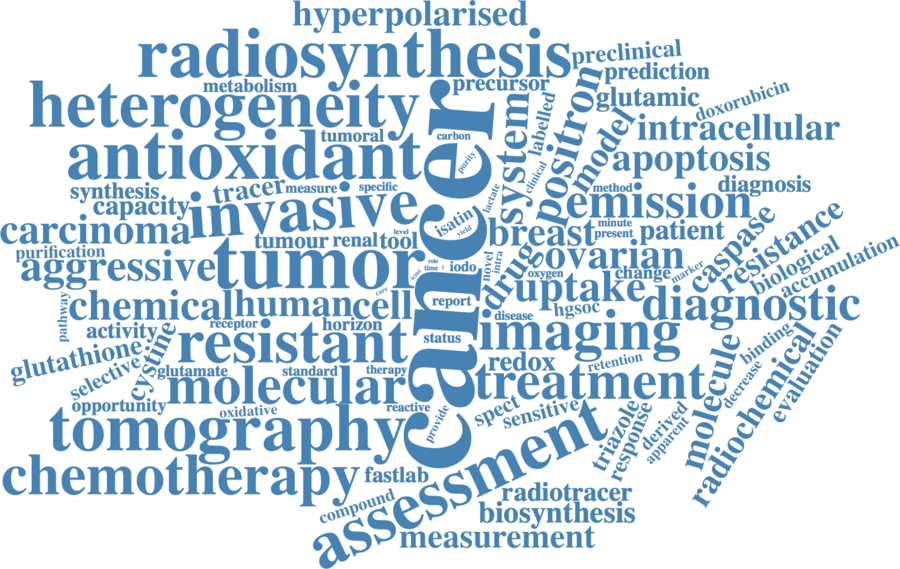 hyperpolarised
radiosynthesis
preclinical
prediction
metabolism
precursor
heterogeneity
glutamic
doxorubicin
tumoral
carbon
positron
system
labelled
model
intracellular
antioxidant
cancer
purity
clinical
apoptosis
synthesis
tracer
measure
specific
lactate
method
diagnosis
capacity
invasive
isatin
emission
carcinoma
level
yield
breast
minute
present
patient
caspase
resistance
purification
tumour
renal
tool
aggressive
tumor
role
time
iodo
novel
intra
drug
ovarian
oxygen
change
marker
biological
accumulation
pathway
chemical
human
cell
care
report
uptake
hgsoc
diagnostic
activity
receptor
horizon
disease
glutathione
cystine
resistant
status
imaging
molecule
binding
selective
glutamate
standard
therapy
redox
retention
decrease
radiochemical
evaluation
molecular
treatment
opportunity
oxidative
reactive
provide
spect
sensitive
triazole
response
derived
apparent
tomography
assessment
chemotherapy
fastlab
compound
radiotracer
biosynthesis
measurement